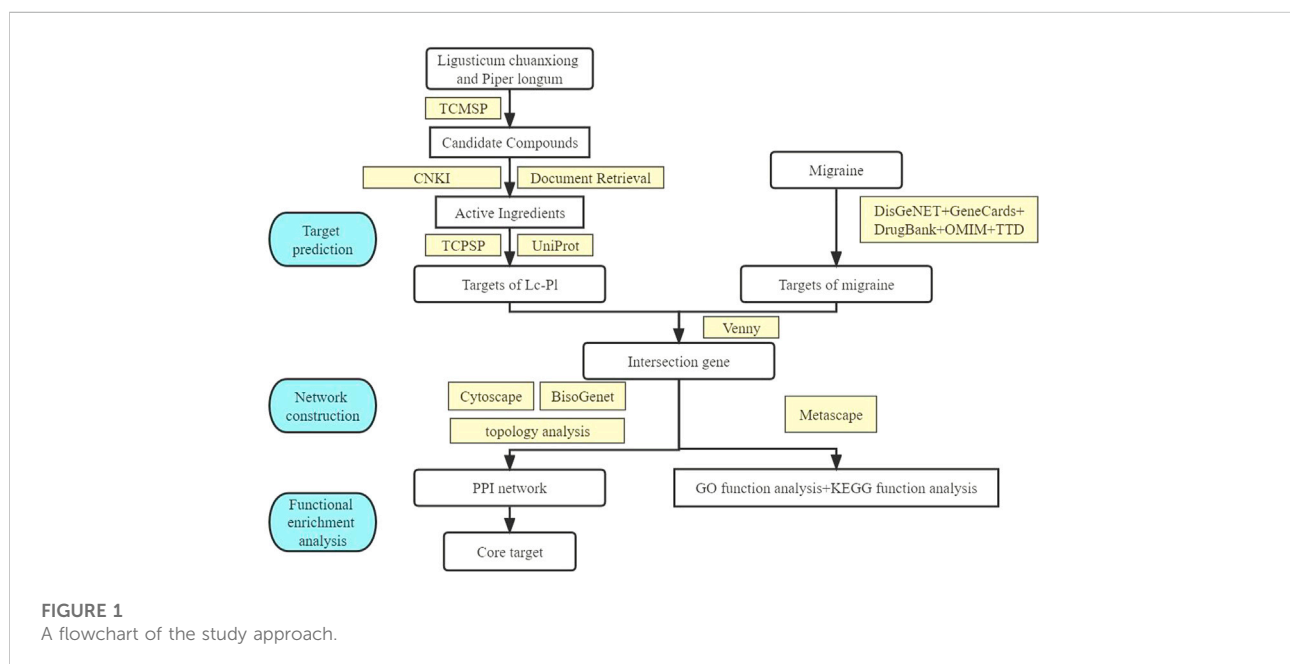 Ligusticum chuanxiong
and Piper longum
TCMSP
Candidate Compounds
CNKI
Document Retrieval
Migraine
Active Ingredients
DisGeNET+GeneCards+
DrugBank+OMIM+TTD
Target
prediction
TCPSP
UniProt
Targets of Lc-Pl
Targets of migraine
Venny
Intersection gene
Network
construction
Cytoscape
BisoGenet
topology analysis
Metascape
PPI network
GO function analysis+KEGG function analysis
Functional
enrichment
analysis
Core target
FIGURE 1
A flowchart of the study approach.